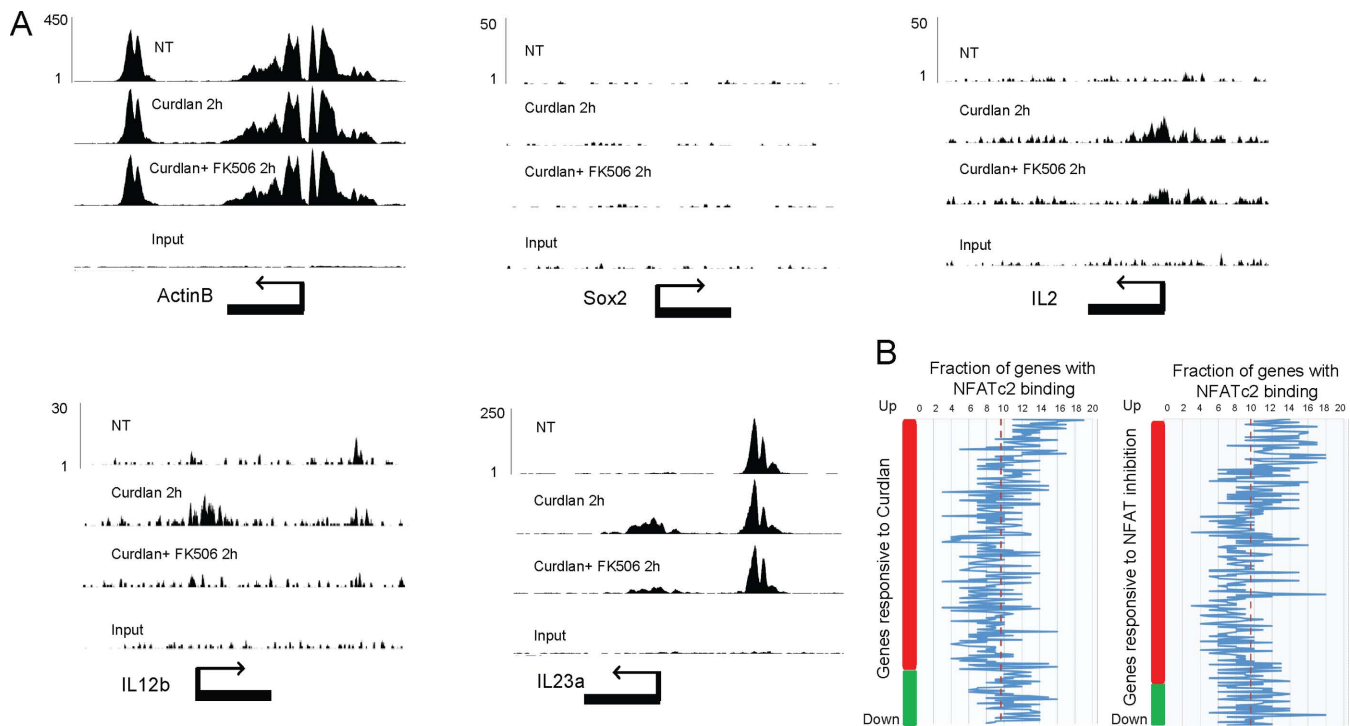 A
450
NT
1
Curdlan 2h
Curdlan+ FK506 2h
Input
ActinB
50
NT
1
Curdlan 2h
Curdlan+ FK506 2h
Input
Sox2
50
NT
1
Curdlan 2h
Curdlan+ FK506 2h
Input
IL2
30
NT
1
Curdlan 2h
Curdlan+ FK506 2h
Input
IL12b
250
NT
1
Curdlan 2h
Curdlan+ FK506 2h
Input
IL23a
B
Fraction of genes with
NFATc2 binding
Up 0 2 4 6 8 10 12 14 16 18 20
Genes responsive to Curdlan
Down
Fraction of genes with
NFATc2 binding
Up 0 2 4 6 8 10 12 14 16 18 20
Genes responsive to NFAT inhibition
Down